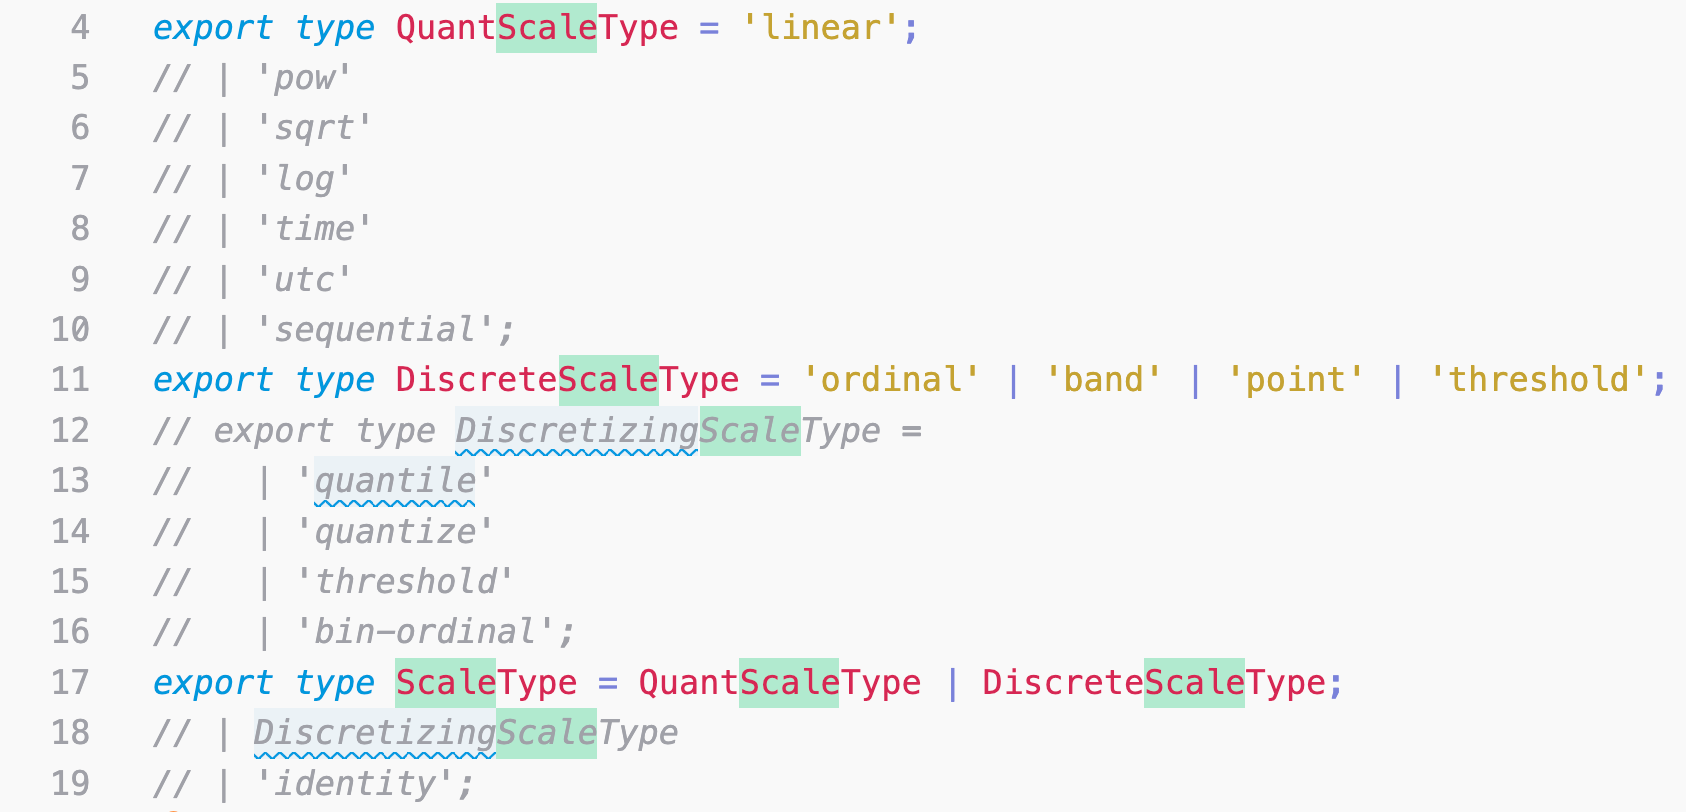 4 export type QuantScaleType = 'linear';
5 // | 'pow'
6 // | 'sqrt'
7 // | 'log'
8 // | 'time'
9 // | 'utc'
10 // | 'sequential';
11 export type DiscreteScaleType = 'ordinal' | 'band' | 'point' | 'threshold';
12 // export type DiscretizingScaleType =
13 //   | 'quantile'
14 //   | 'quantize'
15 //   | 'threshold'
16 //   | 'bin-ordinal';
17 export type ScaleType = QuantScaleType | DiscreteScaleType;
18 // | DiscretizingScaleType
19 // | 'identity';